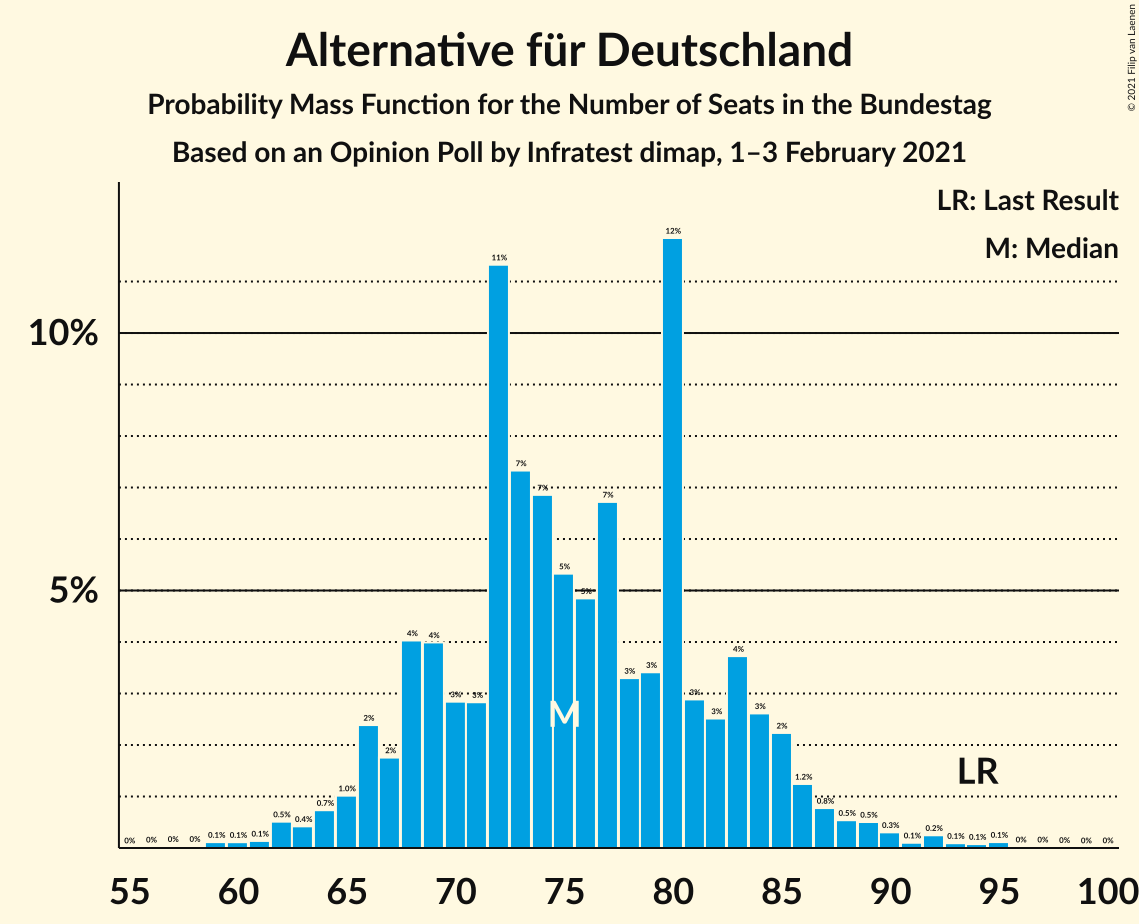 Alternative für Deutschland
Probability Mass Function for the Number of Seats in the Bundestag
Based on an Opinion Poll by Infratest dimap, 1–3 February 2021
© 2021 Filip van Laenen
LR: Last Result
M: Median
10%
5%
0% 0% 0% 0% 0.1% 0.1% 0.1% 0.5% 0.4% 0.7% 1.0% 2% 2% 4% 4% 3% 3% 11% 7% 7% 5% 5% 7% 3% 3% 12% 3% 3% 4% 3% 2% 1.2% 0.8% 0.5% 0.5% 0.3% 0.1% 0.2% 0.1% 0.1% 0.1% 0% 0% 0% 0% 0%
M
LR
55 60 65 70 75 80 85 90 95 100